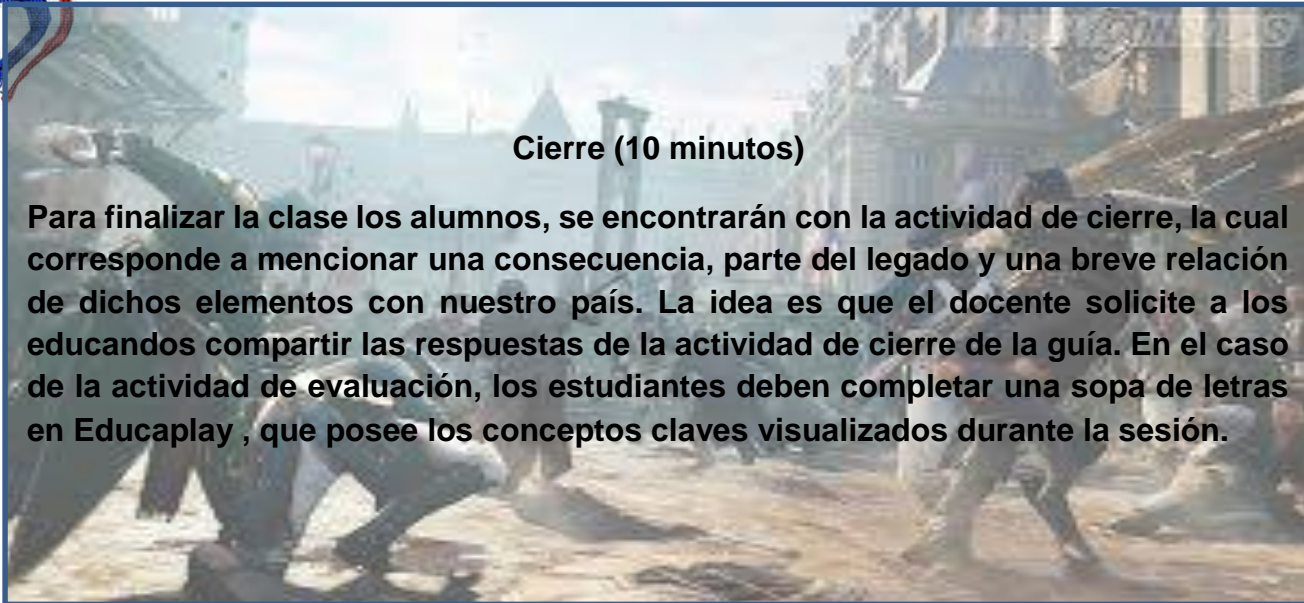 Cierre (10 minutos)
Para finalizar la clase los alumnos, se encontrarán con la actividad de cierre, la cual
corresponde a mencionar una consecuencia, parte del legado y una breve relación
de dichos elementos con nuestro país. La idea es que el docente solicite a los
educandos compartir las respuestas de la actividad de cierre de la guía. En el caso
de la actividad de evaluación, los estudiantes deben completar una sopa de letras
en Educaplay , que posee los conceptos claves visualizados durante la sesión.